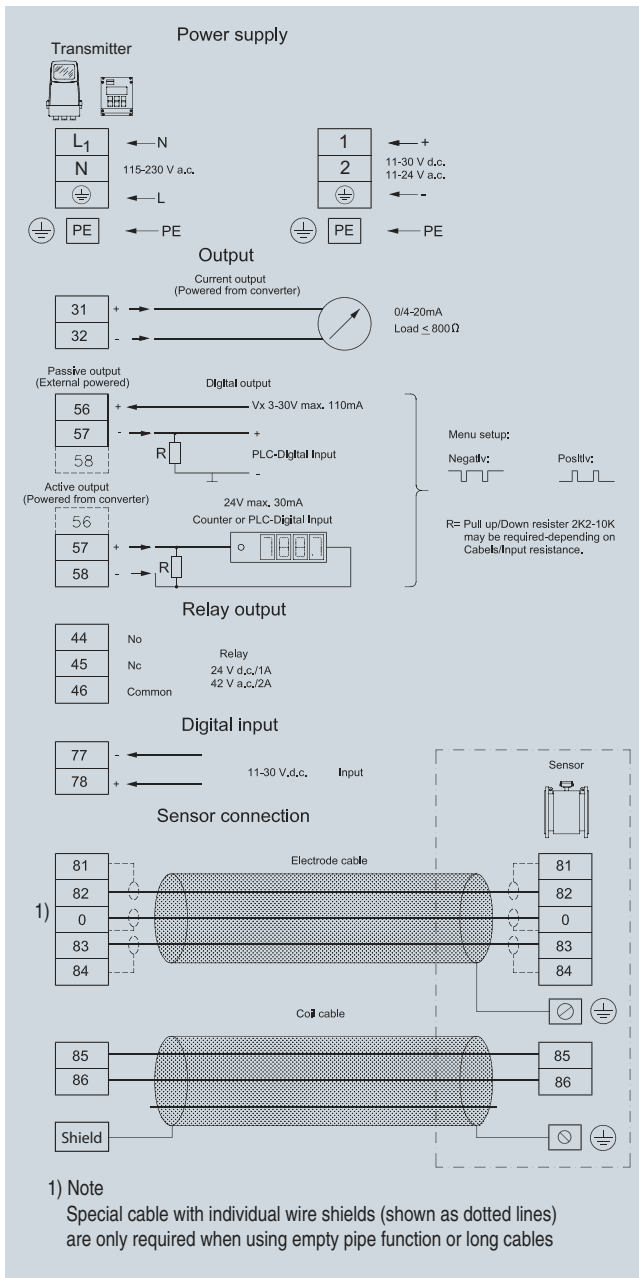 Power supply
Transmitter
L1 N
N 115-230 V a.c.
L
PE PE
1 +
2 11-30 V d.c.
11-24 V a.c.
-
PE PE
Output
Current output
(Powered from converter)
31 +
32 -
0/4-20mA
Load ≤ 800 Ω
Passive output
(External powered)
Digital output
56 + Vx 3-30V max. 110mA
57 - +
R
58
PLC-Digital Input
-
Menu setup:
Negativ: Positiv:
R= Pull up/Down resister 2K2-10K
may be required-depending on
Cabels/Input resistance.
Active output
(Powered from converter)
24V max. 30mA
Counter or PLC-Digital Input
56
57 +
58 -
R
Relay output
44 No
45 Nc
46 Common
Relay
24 V d.c./1A
42 V a.c./2A
Digital input
77 -
78 +
11-30 V.d.c. Input
Sensor connection
Sensor
Electrode cable
81 81
82 82
1) 0 0
83 83
84 84
Coil cable
85 85
86 86
Shield
1) Note
Special cable with individual wire shields (shown as dotted lines)
are only required when using empty pipe function or long cables